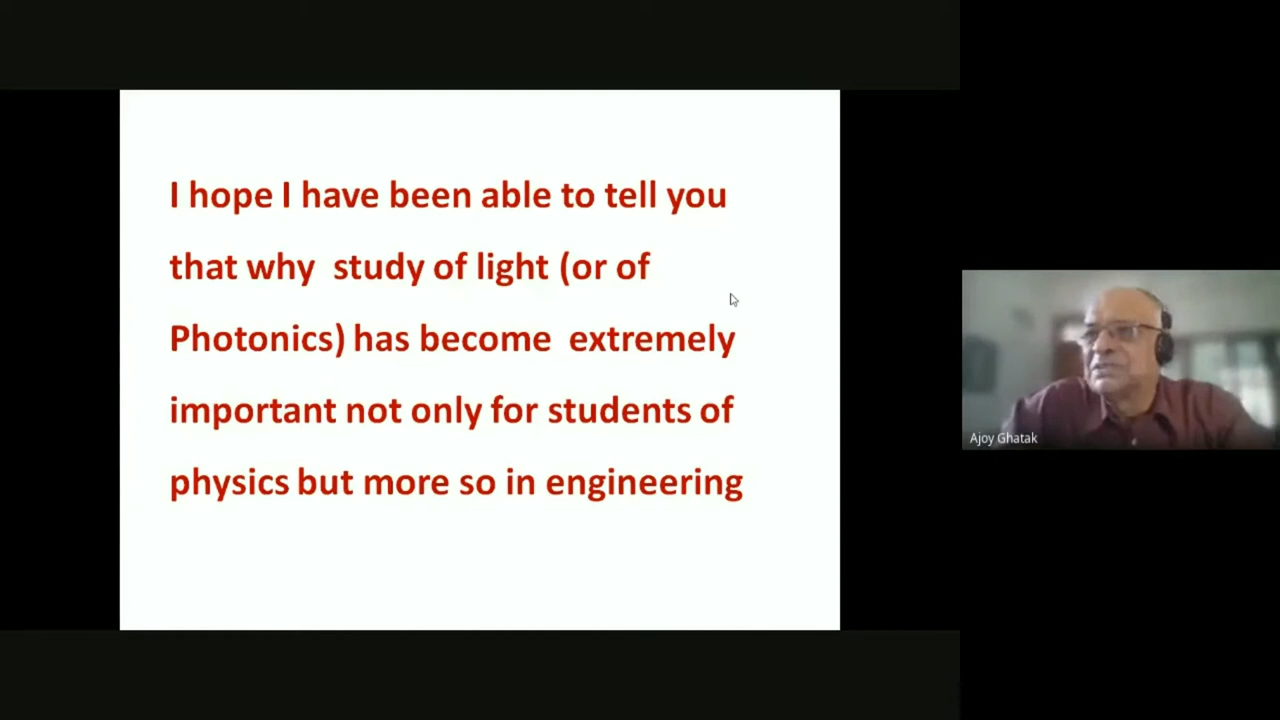 I hope I have been able to tell you
that why study of light (or of
Photonics) has become extremely
important not only for students of
physics but more so in engineering
Ajoy Ghatak